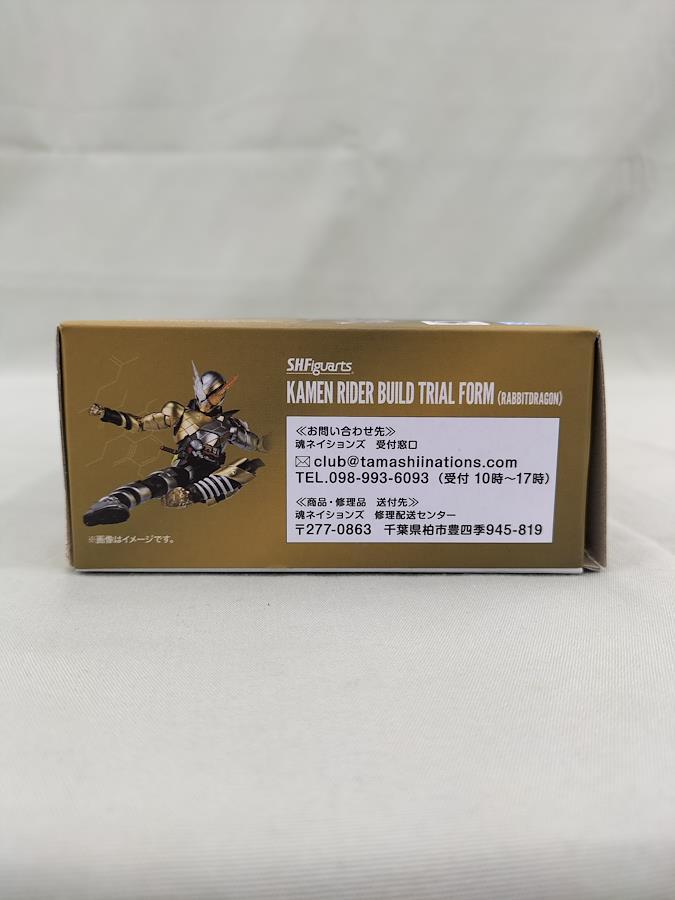 S.H.Figuarts
KAMEN RIDER BUILD TRIAL FORM (RABBITDRAGON)
≪お問い合わせ先≫
魂ネイションズ 受付窓口
✉club@tamashiinations.com
TEL.098-993-6093（受付 10時～17時）
≪商品・修理品 送付先≫
魂ネイションズ 修理配送センター
〒277-0863 千葉県柏市豊四季945-819
※画像はイメージです。